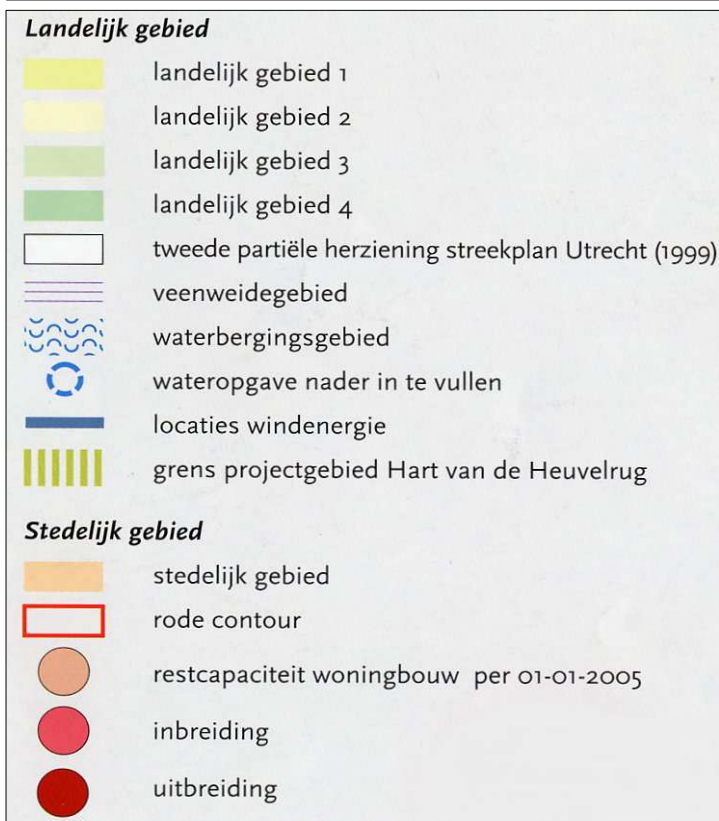 Landelijk gebied
landelijk gebied 1
landelijk gebied 2
landelijk gebied 3
landelijk gebied 4
tweede partiële herziening streekplan Utrecht (1999)
veenweidegebied
waterbergingsgebied
wateropgave nader in te vullen
locaties windenergie
grens projectgebied Hart van de Heuvelrug
Stedelijk gebied
stedelijk gebied
rode contour
restcapaciteit woningbouw per 01-01-2005
inbreiding
uitbreiding